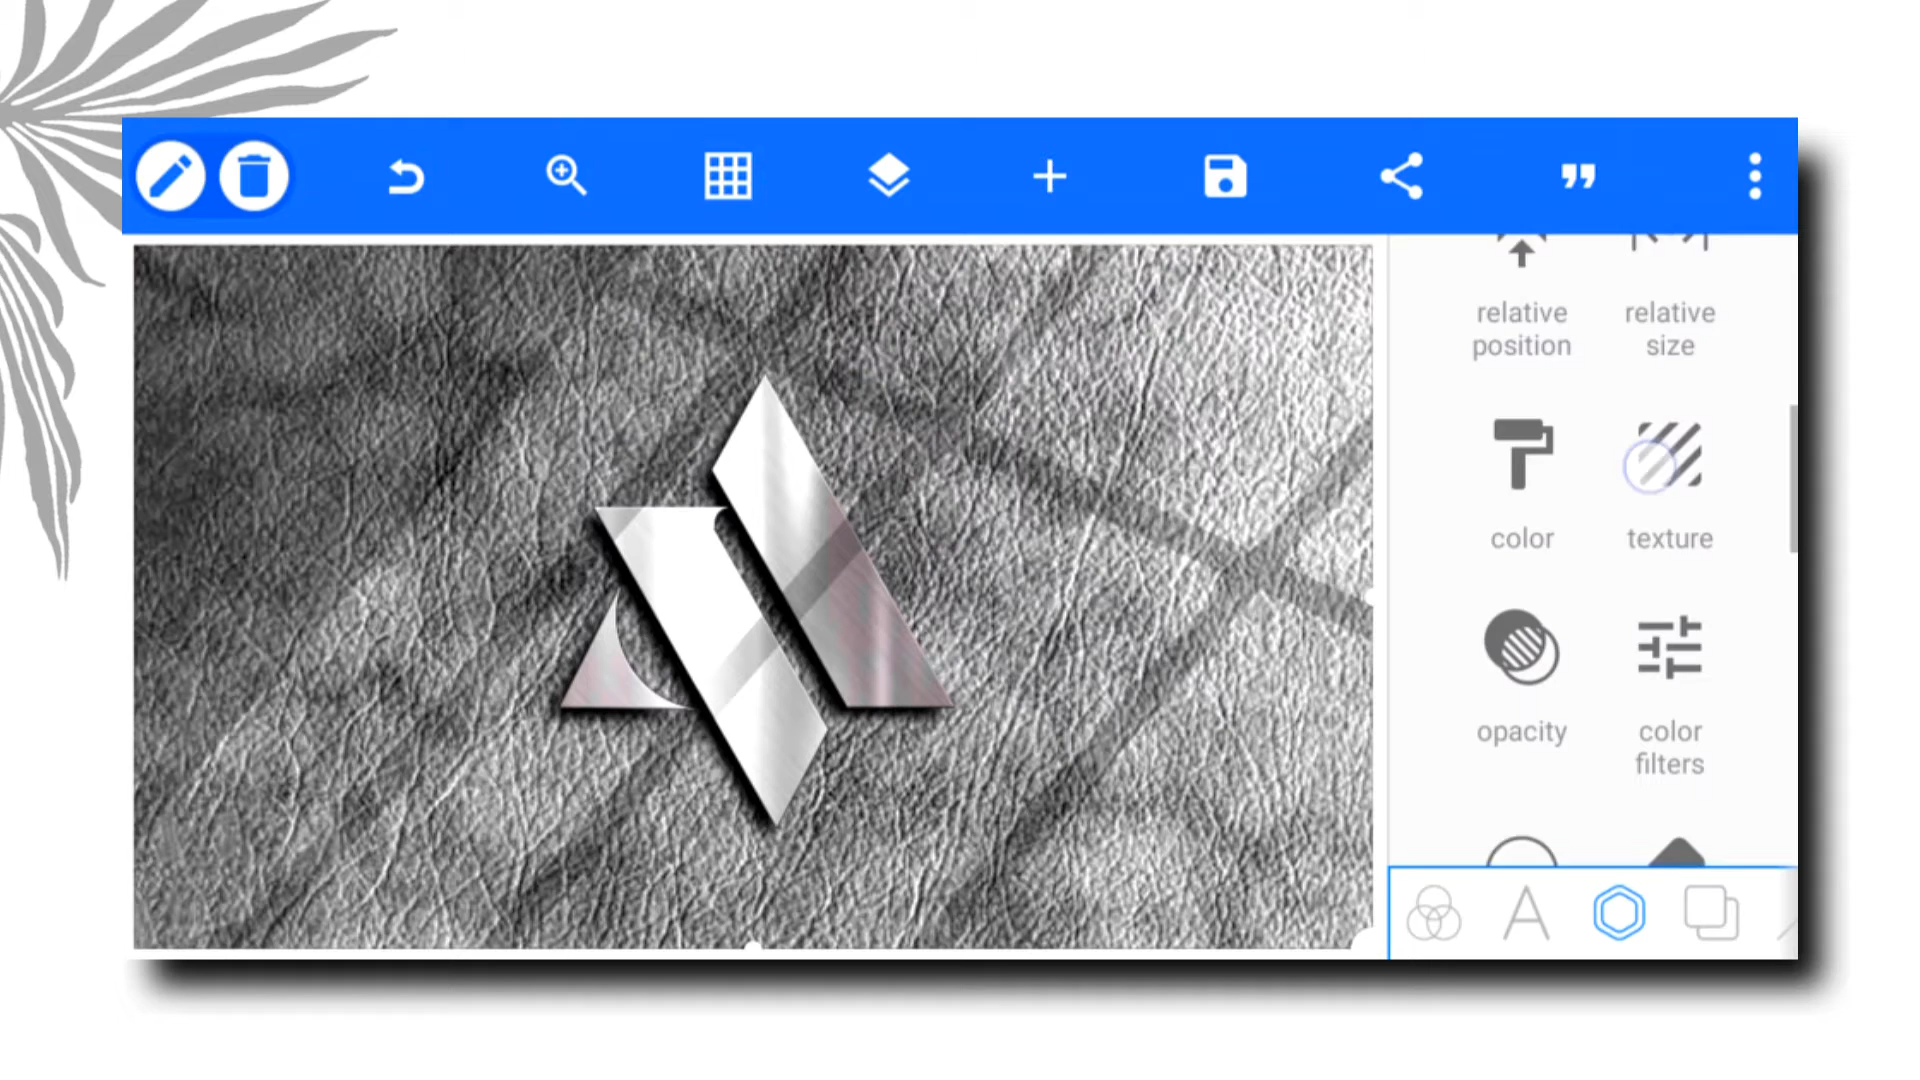 relative
position
relative
size
color
texture
opacity
color
filters